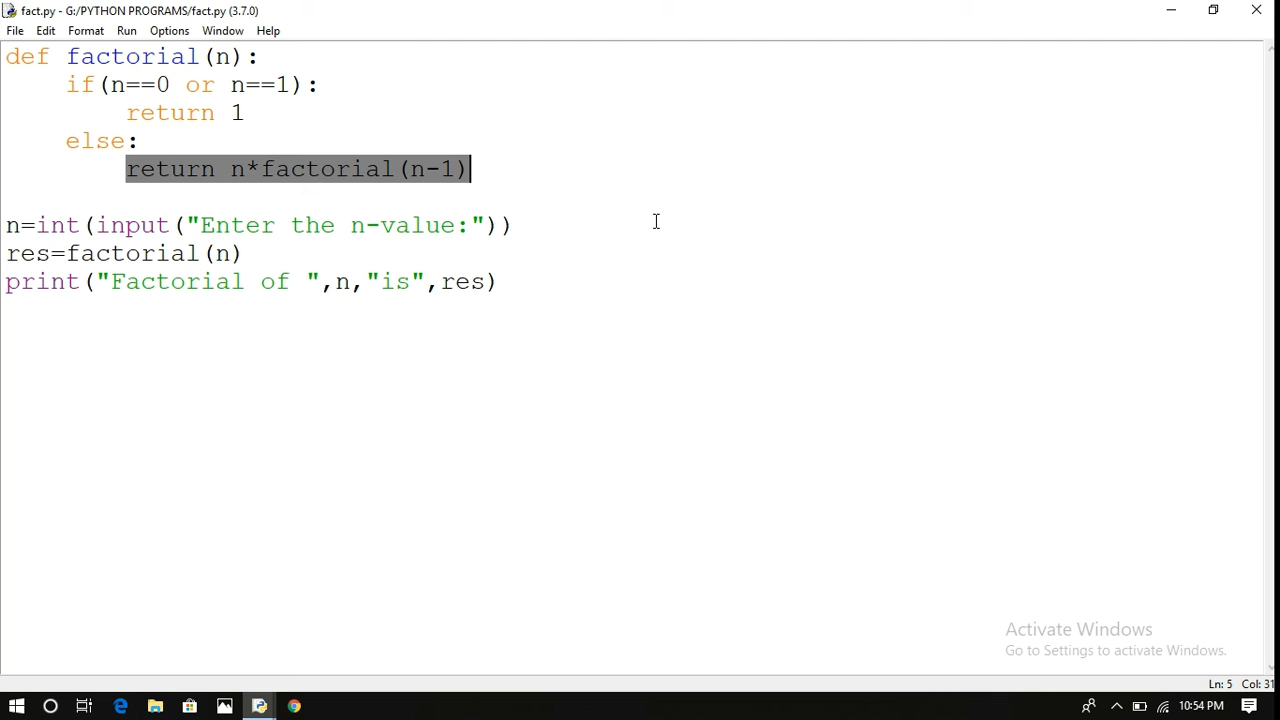 fact.py - G:/PYTHON PROGRAMS/fact.py (3.7.0)
File Edit Format Run Options Window Help
def factorial(n):
    if(n==0 or n==1):
        return 1
    else:
        return n*factorial(n-1)

n=int(input("Enter the n-value:"))
res=factorial(n)
print("Factorial of ",n,"is",res)
Activate Windows
Go to Settings to activate Windows.
Ln: 5 Col: 31
10:54 PM